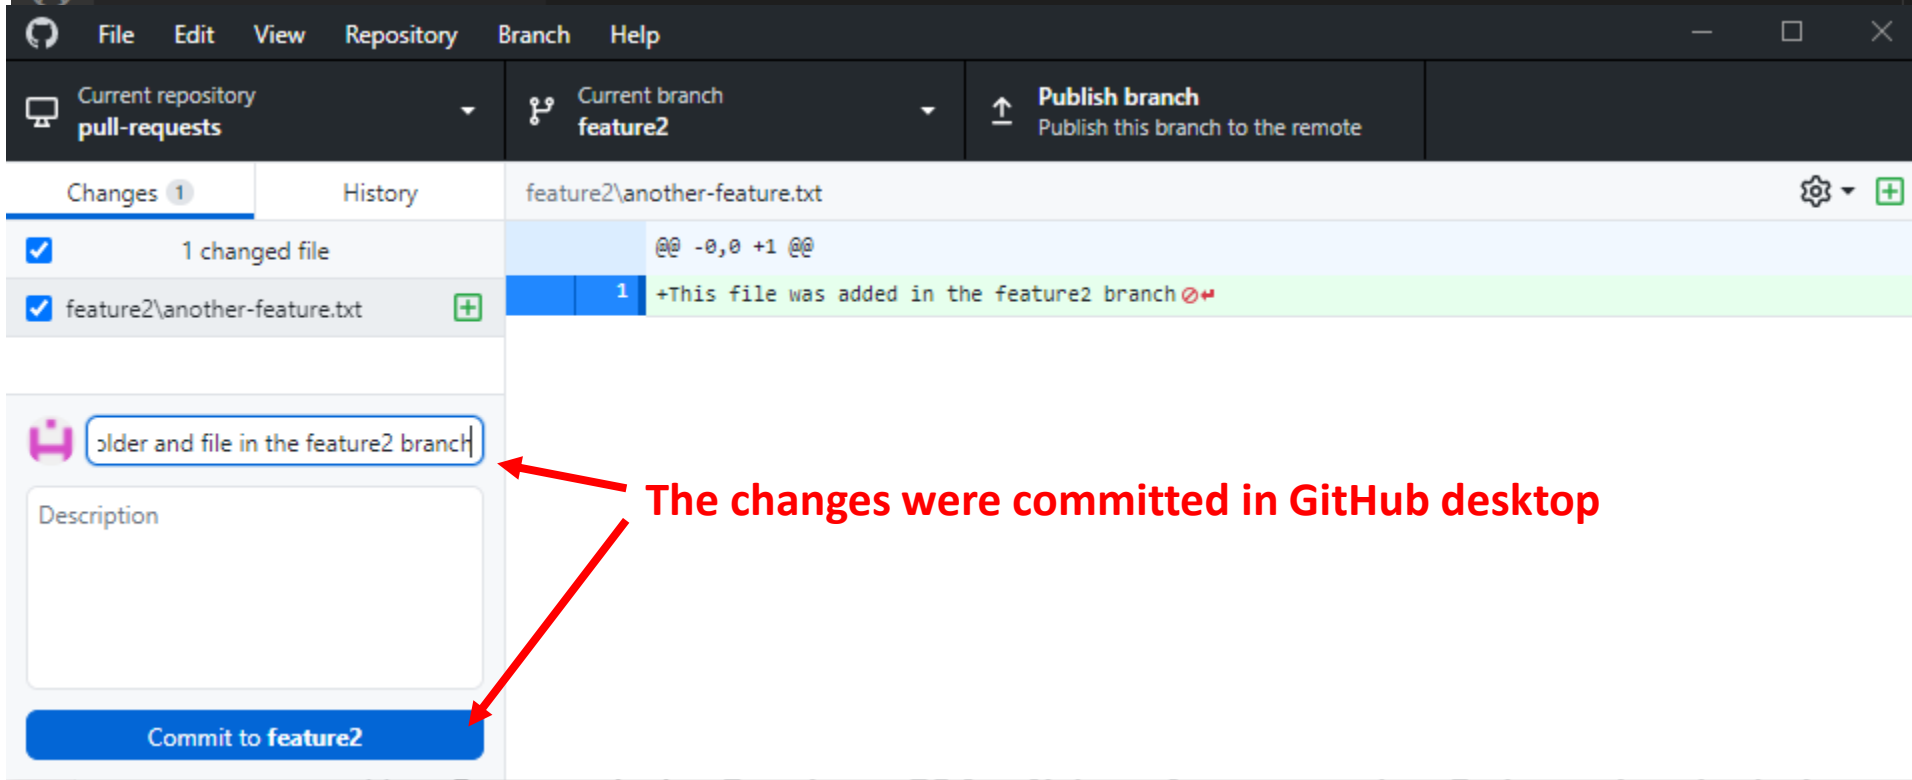 File Edit View Repository Branch Help
Current repository
pull-requests
Current branch
feature2
Publish branch
Publish this branch to the remote
Changes 1
History
feature2\another-feature.txt
1 changed file
@@ -0,0 +1 @@
feature2\another-feature.txt
1 +This file was added in the feature2 branch
and file in the feature2 branch
Description
The changes were committed in GitHub desktop
Commit to feature2